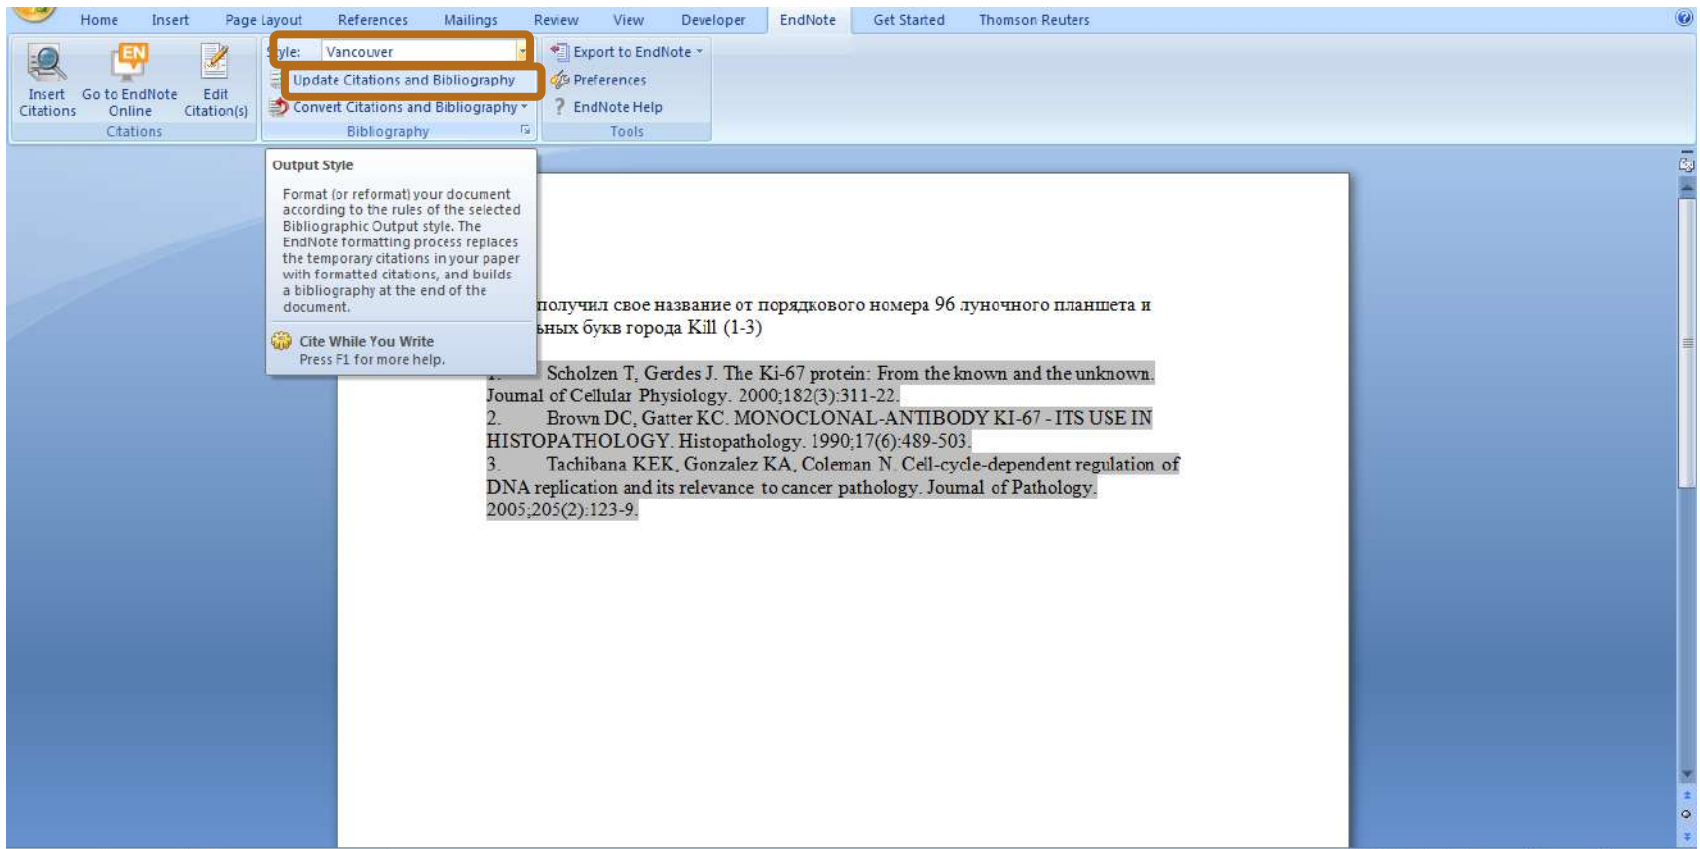 Home Insert Page Layout References Mailings Review View Developer EndNote Get Started Thomson Reuters
Insert Citations
Go to EndNote Online
Edit Citation(s)
Citations
Style: Vancouver
Update Citations and Bibliography
Convert Citations and Bibliography
Bibliography
Export to EndNote
Preferences
EndNote Help
Tools
Output Style
Format (or reformat) your document
according to the rules of the selected
Bibliographic Output style. The
EndNote formatting process replaces
the temporary citations in your paper
with formatted citations, and builds
a bibliography at the end of the
document.
Cite While You Write
Press F1 for more help.
получил свое название от порядкового номера 96 луночного планшета и
ьных букв города Kill (1-3)
1. Scholzen T, Gerdes J. The Ki-67 protein: From the known and the unknown.
Journal of Cellular Physiology. 2000;182(3):311-22.
2. Brown DC, Gatter KC. MONOCLONAL-ANTIBODY KI-67 - ITS USE IN
HISTOPATHOLOGY. Histopathology. 1990;17(6):489-503.
3. Tachibana KEK, Gonzalez KA, Coleman N. Cell-cycle-dependent regulation of
DNA replication and its relevance to cancer pathology. Journal of Pathology.
2005;205(2):123-9.